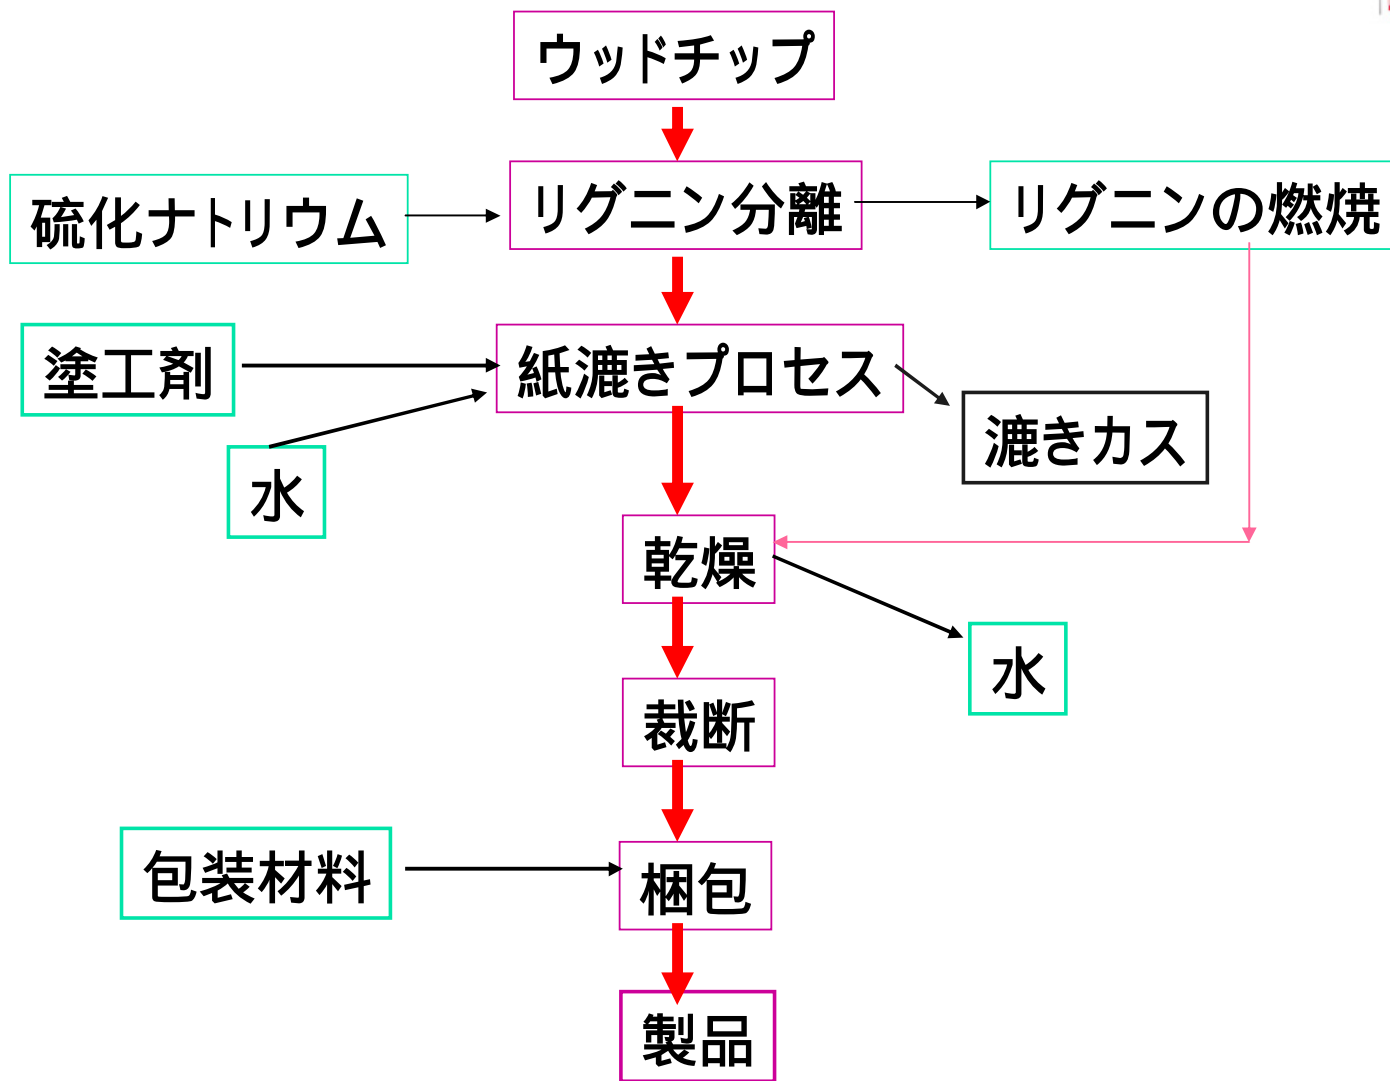 ウッドチップ
硫化ナトリウム
リグニン分離
リグニンの燃焼
塗工剤
紙漉きプロセス
漉きカス
水
乾燥
水
裁断
包装材料
梱包
製品